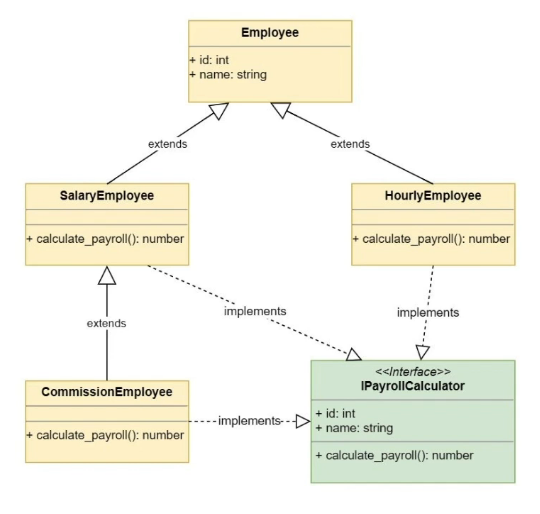 Employee
+ id: int
+ name: string
extends
extends
SalaryEmployee
+ calculate_payroll(): number
HourlyEmployee
+ calculate_payroll(): number
implements
implements
extends
CommissionEmployee
+ calculate_payroll(): number
implements
<<Interface>>
IPayrollCalculator
+ id: int
+ name: string
+ calculate_payroll(): number